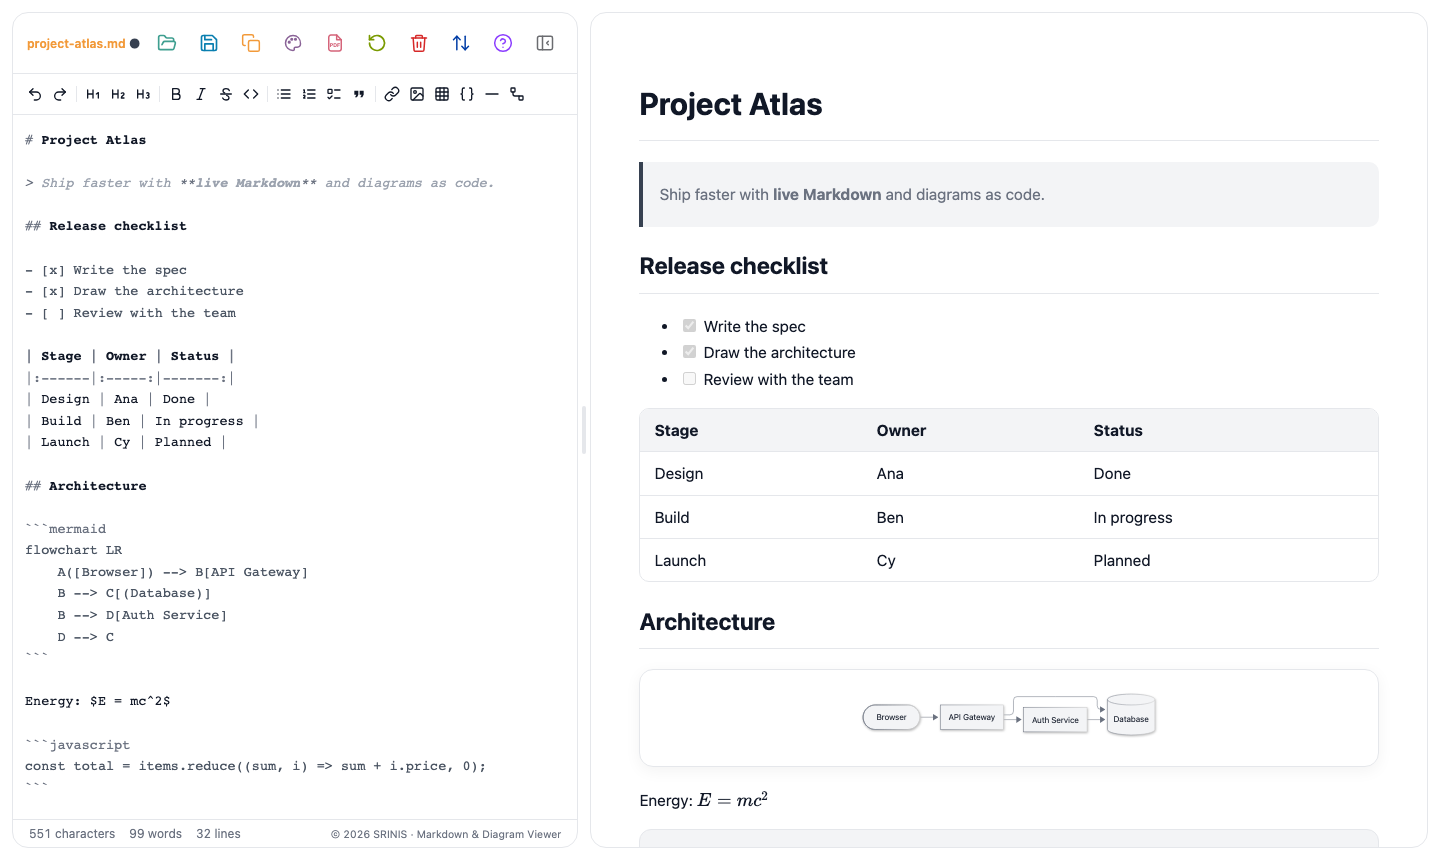 project-atlas.md
PDF
H1 H2 H3 B I S <> {}
# Project Atlas
> Ship faster with **live Markdown** and diagrams as code.
## Release checklist
- [x] Write the spec
- [x] Draw the architecture
- [ ] Review with the team
| Stage | Owner | Status |
|:------|:-----:|-------:|
| Design | Ana | Done |
| Build | Ben | In progress |
| Launch | Cy | Planned |
## Architecture
```mermaid
flowchart LR
    A([Browser]) --> B[API Gateway]
    B --> C[(Database)]
    B --> D[Auth Service]
    D --> C
```
Energy: $E = mc^2$
```javascript
const total = items.reduce((sum, i) => sum + i.price, 0);
```
551 characters 99 words 32 lines
© 2026 SRINIS · Markdown & Diagram Viewer
Project Atlas
Ship faster with live Markdown and diagrams as code.
Release checklist
Write the spec
Draw the architecture
Review with the team
Stage Owner Status
Design Ana Done
Build Ben In progress
Launch Cy Planned
Architecture
Browser API Gateway Auth Service Database
Energy: E = mc²